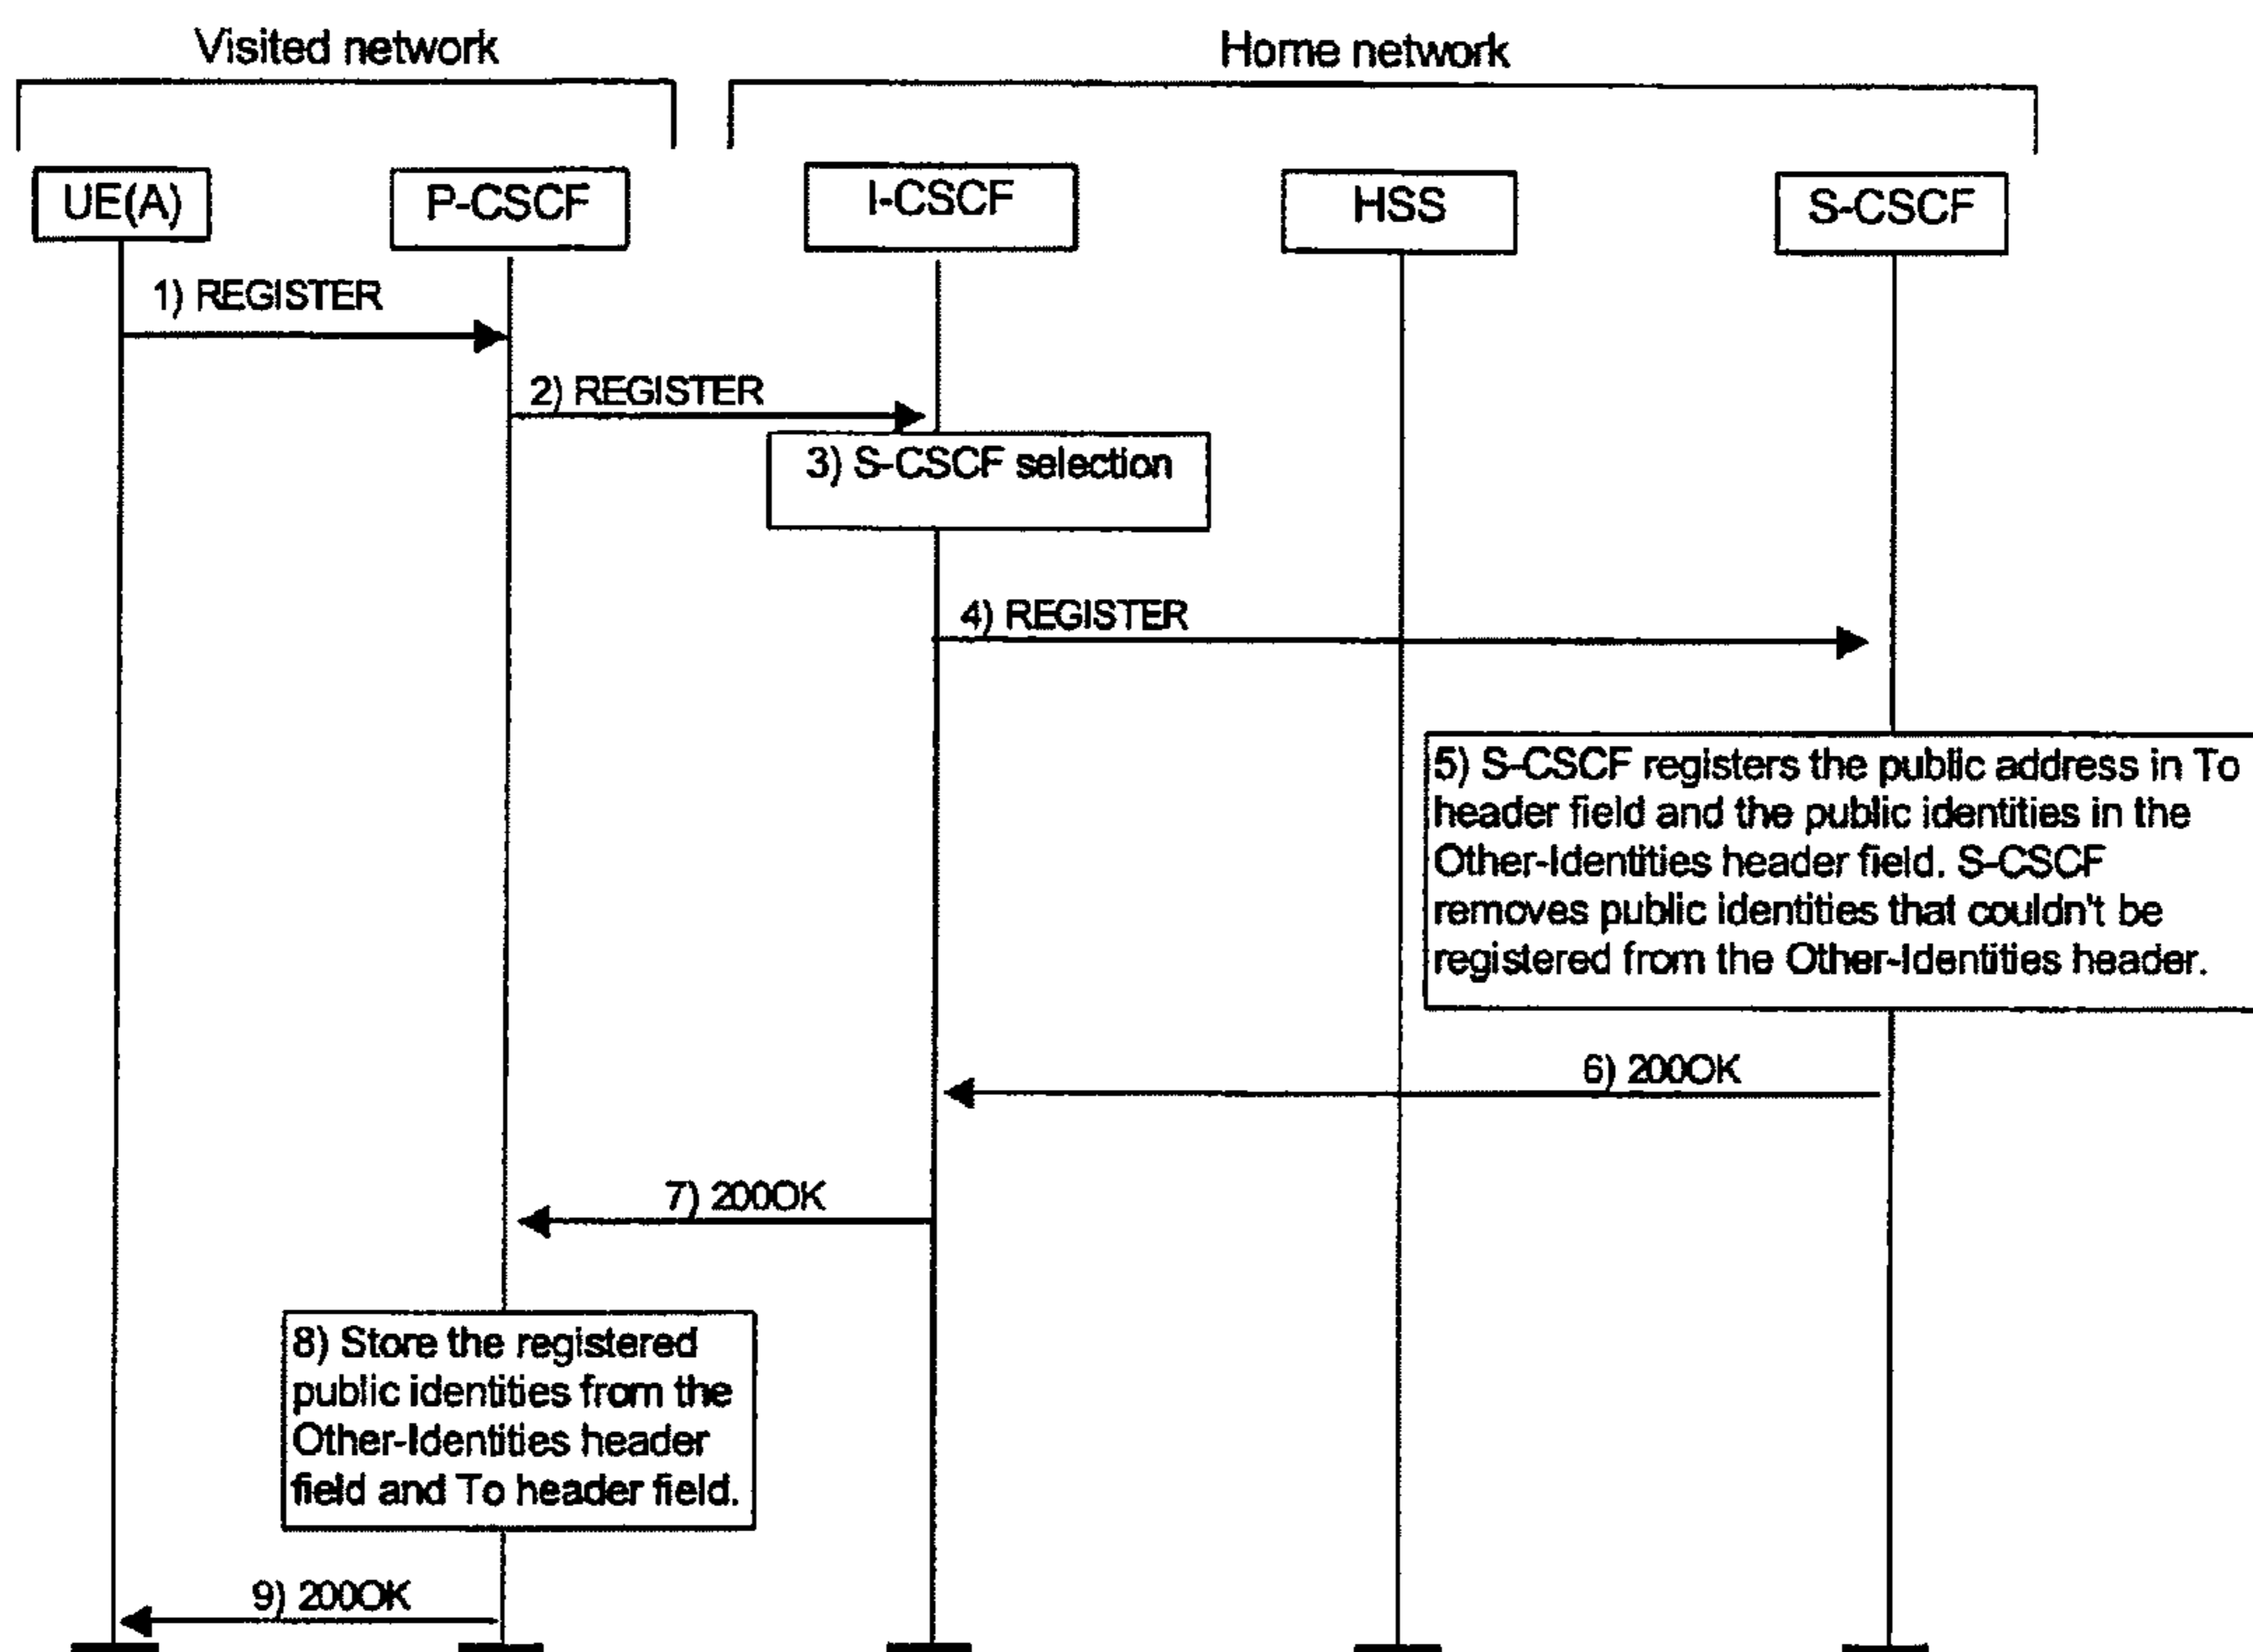 Visited network
Home network
UE(A)
P-CSCF
I-CSCF
HSS
S-CSCF
1) REGISTER
2) REGISTER
3) S-CSCF selection
4) REGISTER
5) S-CSCF registers the public address in To
header field and the public identities in the
Other-Identities header field. S-CSCF
removes public identities that couldn't be
registered from the Other-Identities header.
6) 200OK
7) 200OK
8) Store the registered
public identities from the
Other-Identities header
field and To header field.
9) 200OK